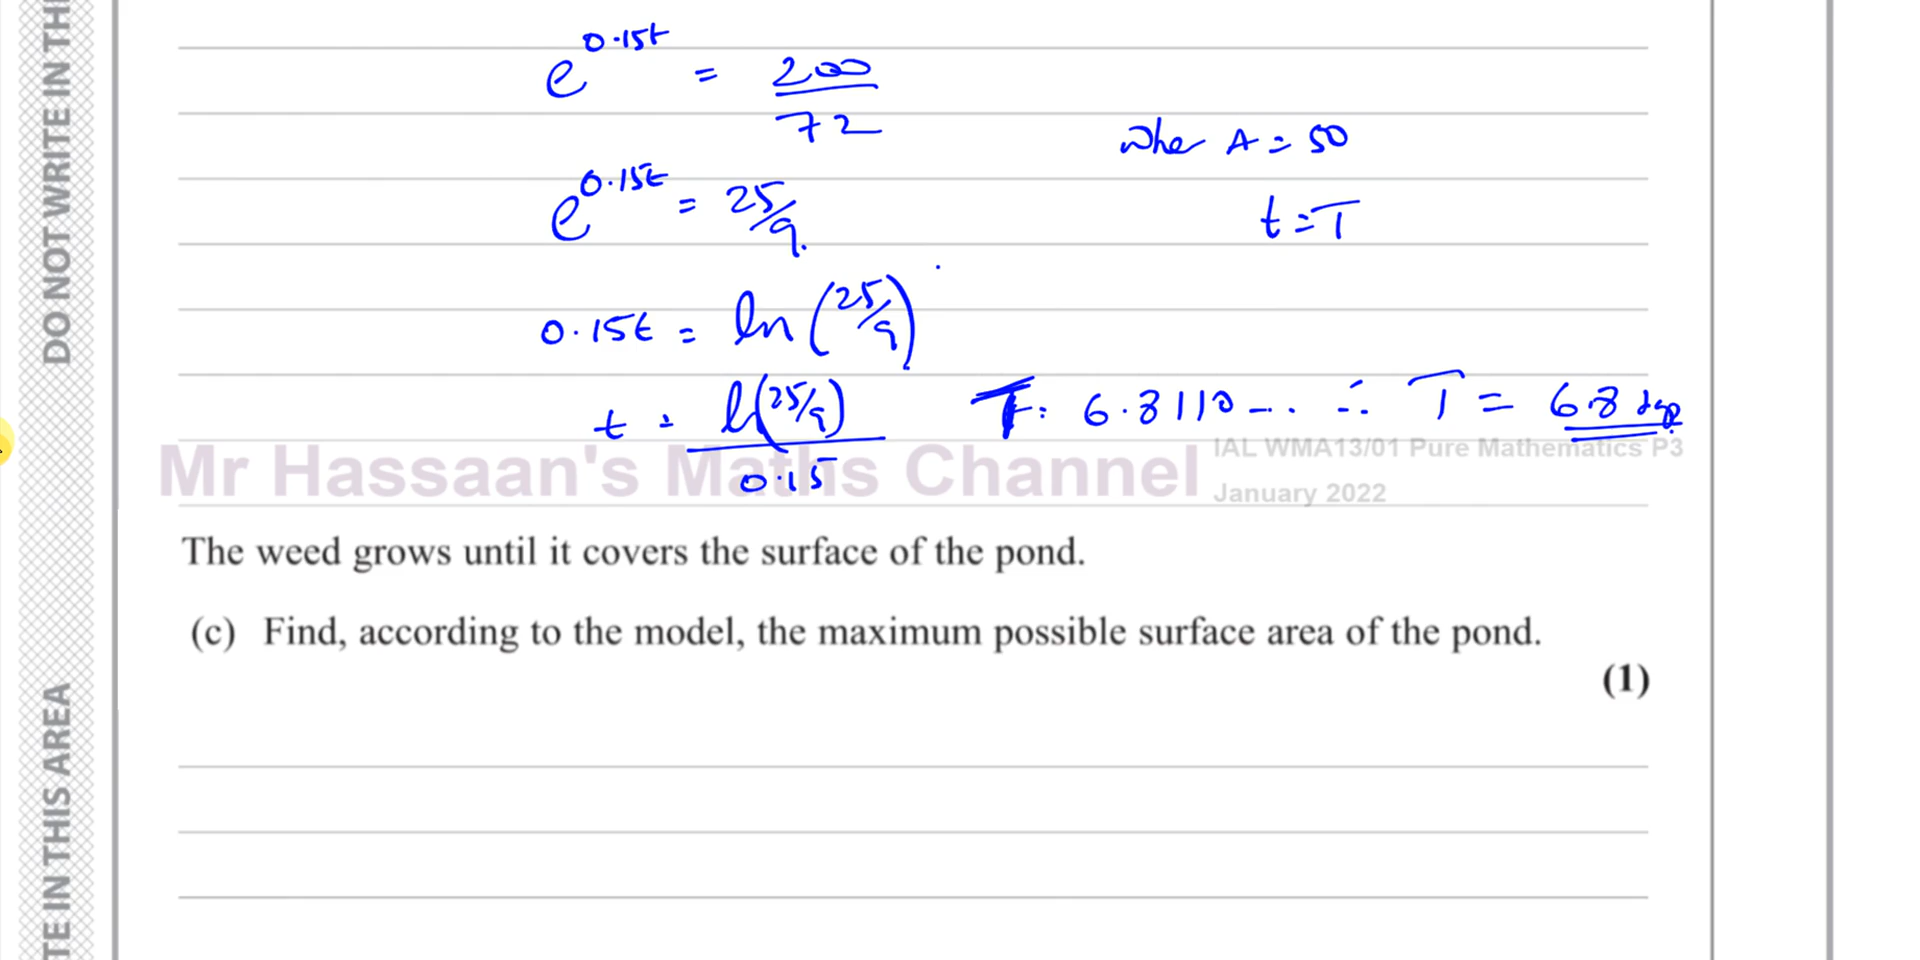 e^{0.15t} = 200/72
when A = 50
e^{0.15t} = 25/9.
t = T
0.15t = ln(25/9)
t = l(25/9)/0.15 T: 6.8110... ∴ T = 6.8 1dp
Mr Hassaan's Maths Channel
IAL WMA13/01 Pure Mathematics P3
January 2022
The weed grows until it covers the surface of the pond.
(c) Find, according to the model, the maximum possible surface area of the pond.
(1)
DO NOT WRITE IN TH
TE IN THIS AREA